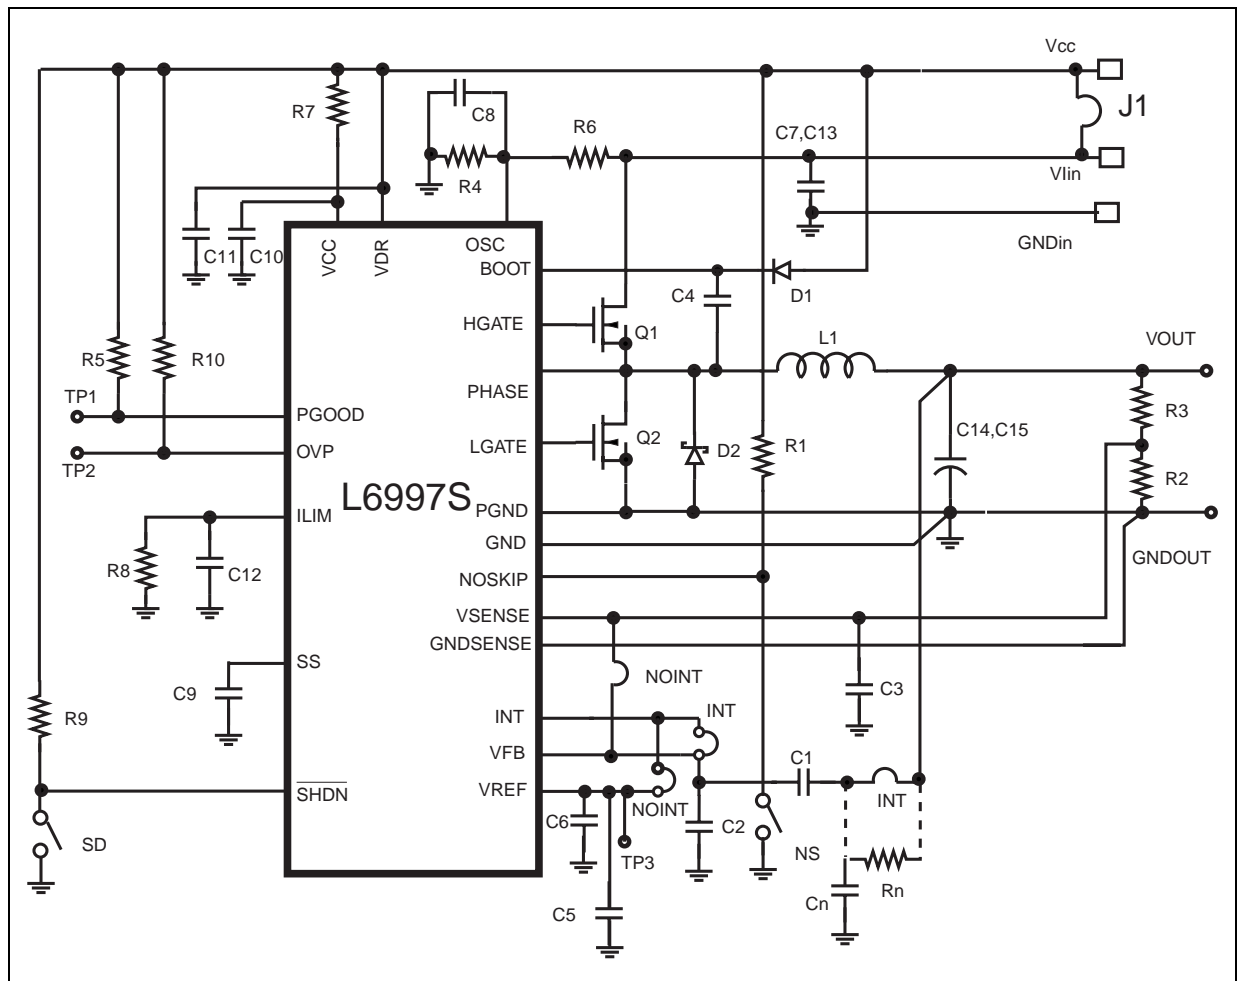 Vcc
R7
C8
R6
C7,C13
J1
R4
VIin
GNDin
C11
C10
VCC
VDR
OSC
BOOT
D1
C4
HGATE
Q1
L1
VOUT
R5
R10
PHASE
TP1
PGOOD
R3
C14,C15
LGATE
Q2
D2
R1
OVP
TP2
R2
L6997S
PGND
ILIM
GND
GNDOUT
R8
C12
NOSKIP
VSENSE
GNDSENSE
SS
NOINT
C9
C3
R9
INT
INT
VFB
C1
VREF
SHDN
NOINT
INT
C6
C2
SD
TP3
NS
Rn
Cn
C5